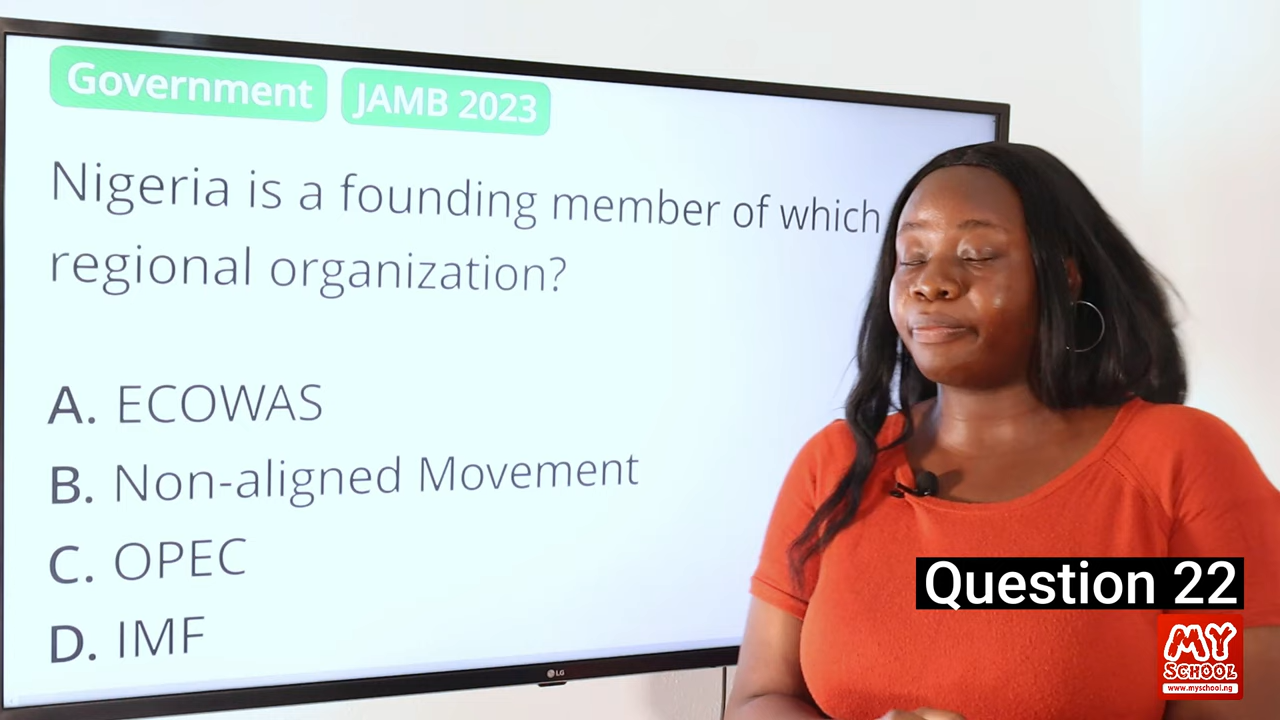 Government JAMB 2023
Nigeria is a founding member of which
regional organization?
A. ECOWAS
B. Non-aligned Movement
C. OPEC
D. IMF
LG
Question 22
MY
SCHOOL
www.myschool.ng